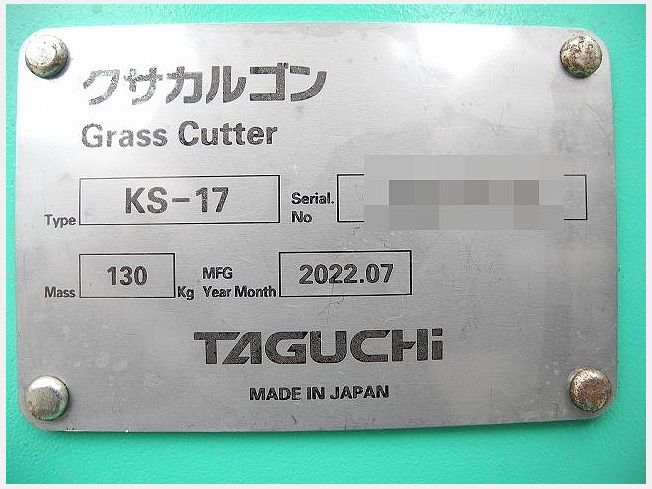 クサカルゴン
Grass Cutter
Type KS-17 Serial. No
Mass 130 Kg MFG Year Month 2022.07
TAGUCHi
MADE IN JAPAN